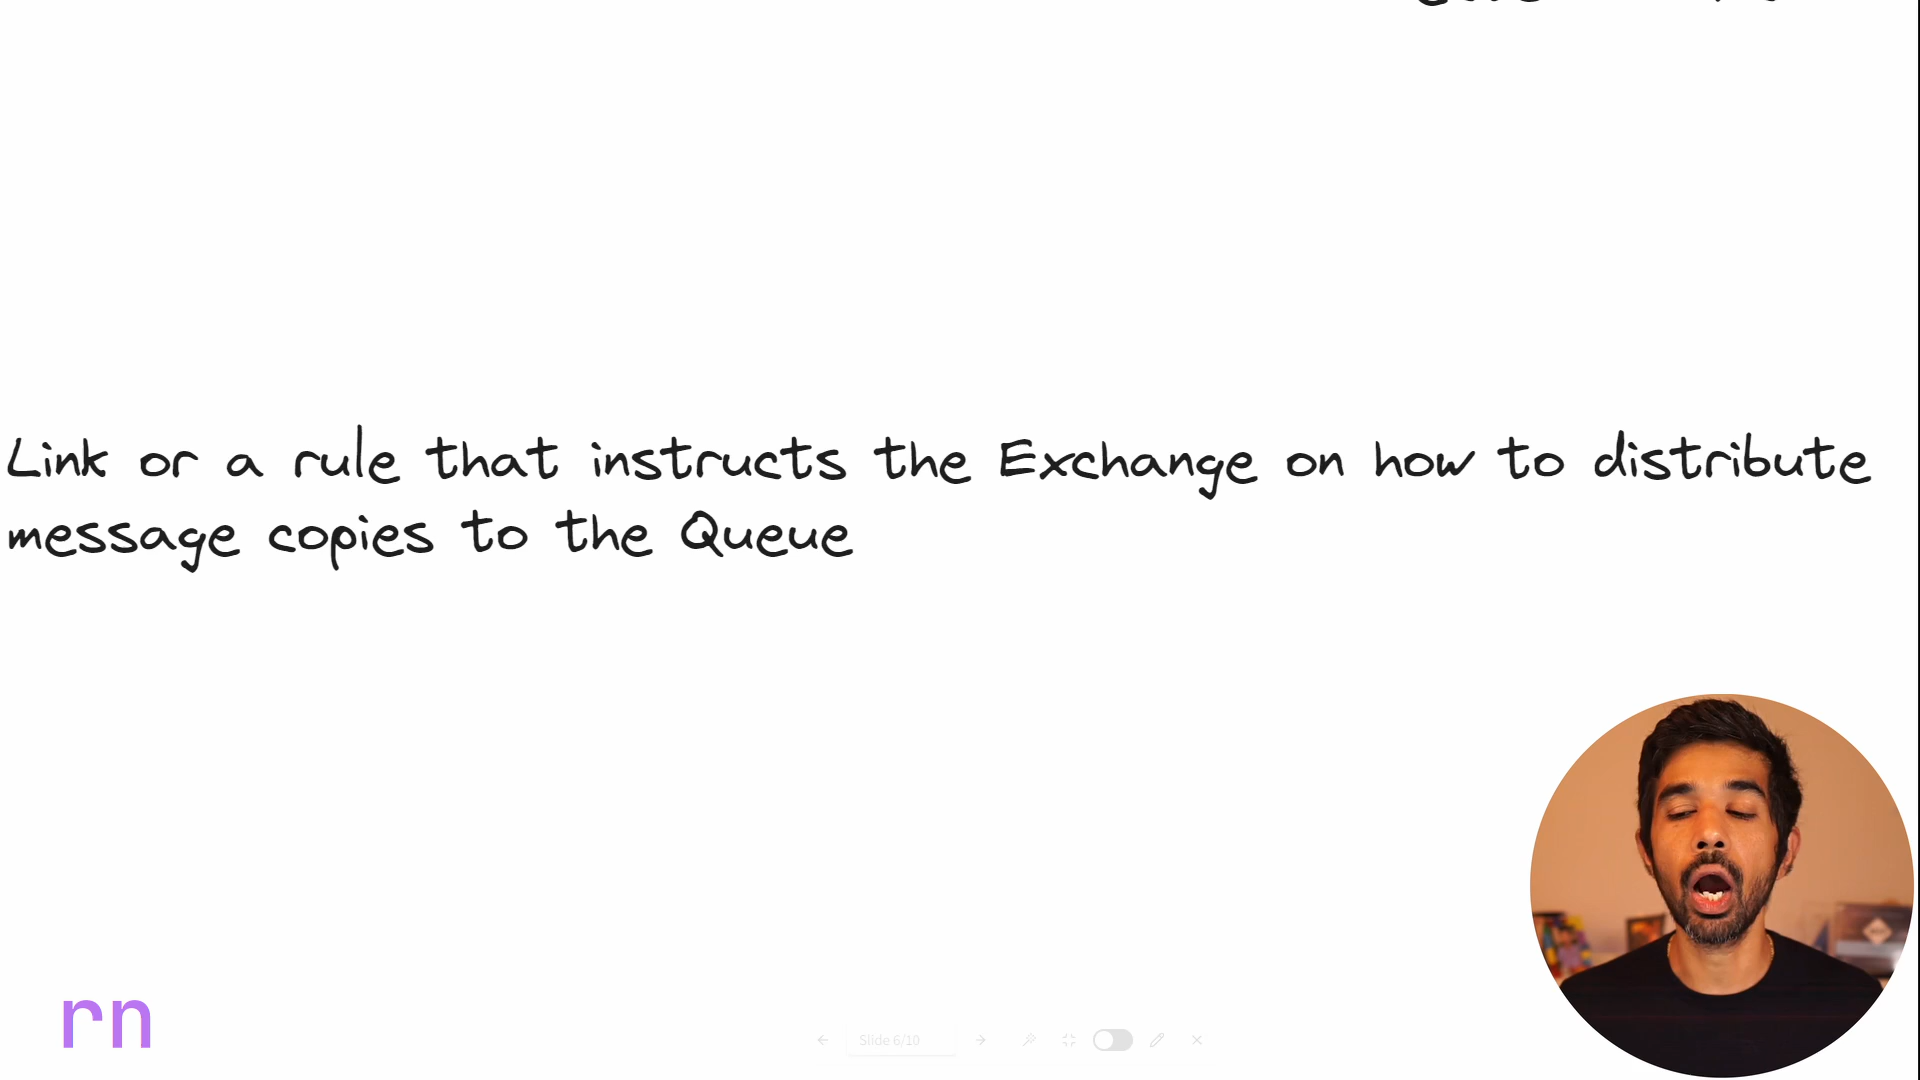 Link or a rule that instructs the Exchange on how to distribute
message copies to the Queue
rn
Slide 6/10